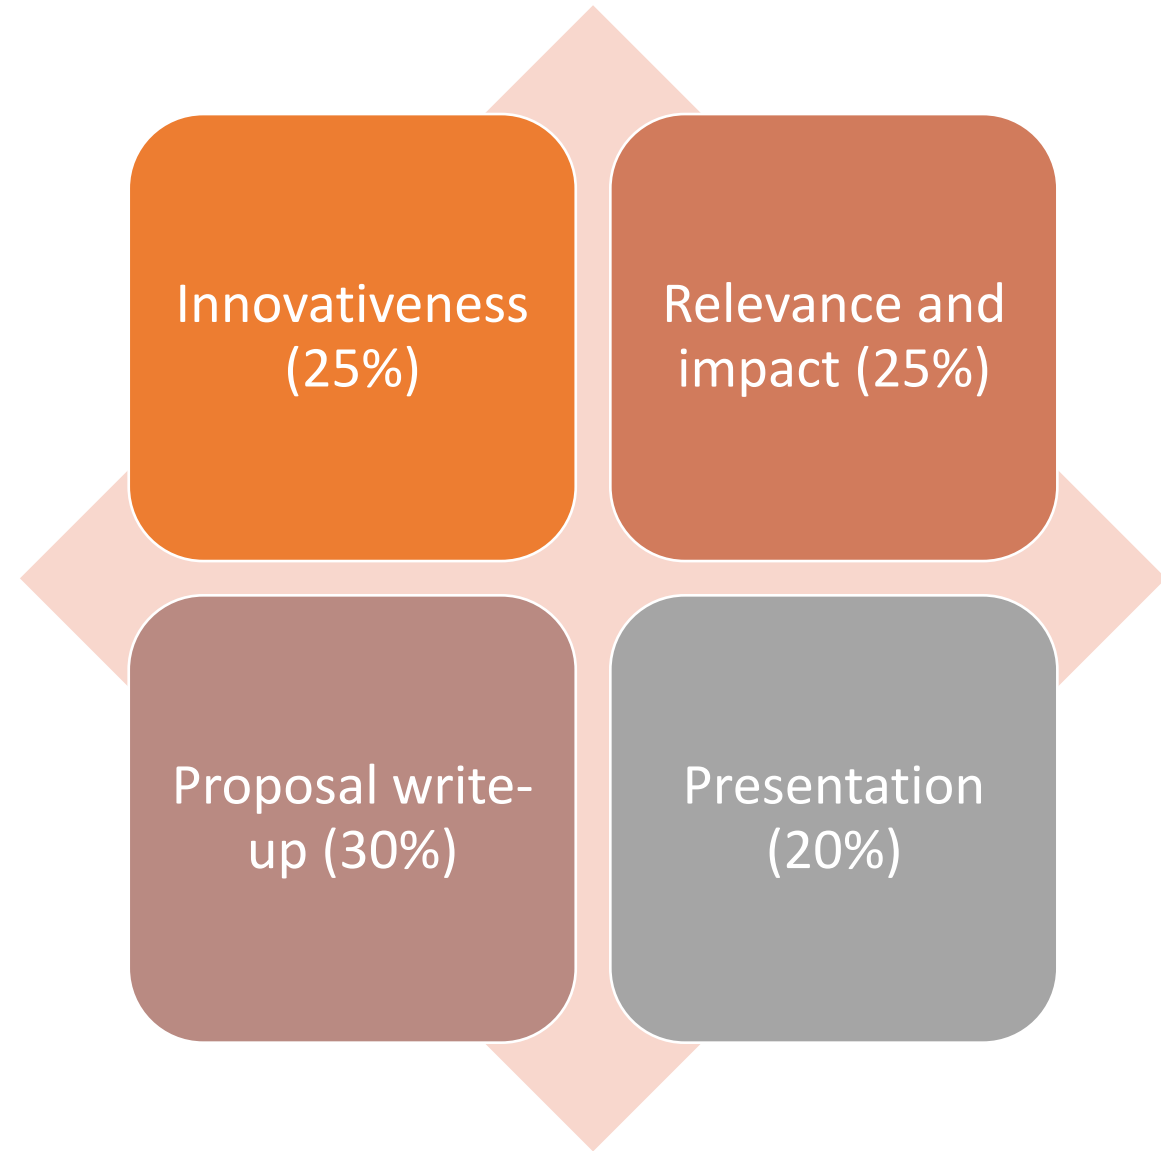 Innovativeness
(25%)
Relevance and
impact (25%)
Proposal write-
up (30%)
Presentation
(20%)